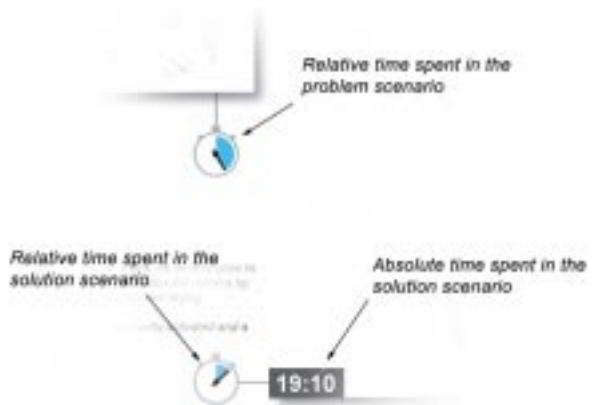 Relative time spent in the
problem scenario
Relative time spent in the
solution scenario
Absolute time spent in the
solution scenario
19:10